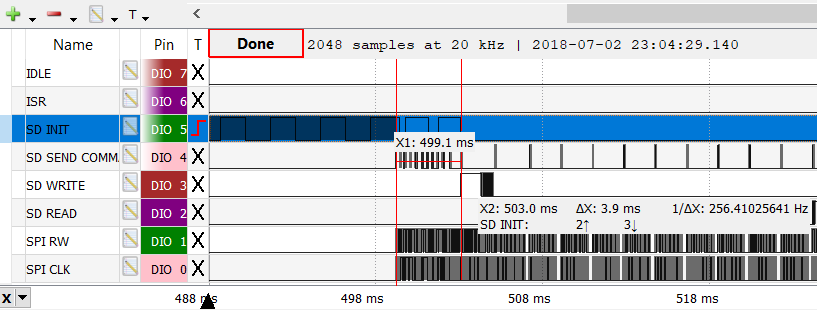 T
Name Pin T Done 2048 samples at 20 kHz | 2018-07-02 23:04:29.140
IDLE DIO 7 X
ISR DIO 6 X
SD INIT DIO 5
SD SEND COMM. DIO 4 X X1: 499.1 ms
SD WRITE DIO 3 X
SD READ DIO 2 X X2: 503.0 ms ΔX: 3.9 ms 1/ΔX: 256.41025641 Hz
SD INIT: 2↑ 3↓
SPI RW DIO 1 X
SPI CLK DIO 0 X
X 488 ms 498 ms 508 ms 518 ms